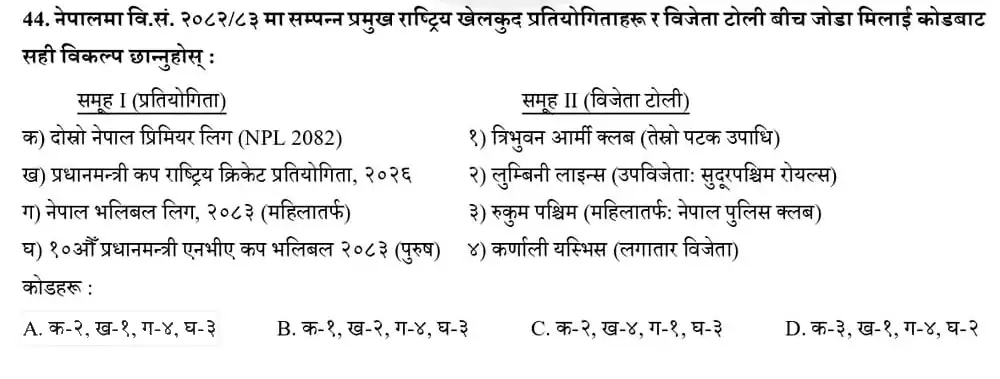 44. नेपालमा वि.सं. २०८२/८३ मा सम्पन्न प्रमुख राष्ट्रिय खेलकुद प्रतियोगिताहरू र विजेता टोली बीच जोडा मिलाई कोडबाट
सही विकल्प छान्नुहोस् :
समूह I (प्रतियोगिता) समूह II (विजेता टोली)
क) दोस्रो नेपाल प्रिमियर लिग (NPL 2082) १) त्रिभुवन आर्मी क्लब (तेस्रो पटक उपाधि)
ख) प्रधानमन्त्री कप राष्ट्रिय क्रिकेट प्रतियोगिता, २०२६ २) लुम्बिनी लाइन्स (उपविजेता: सुदूरपश्चिम रोयल्स)
ग) नेपाल भलिबल लिग, २०८३ (महिलातर्फ) ३) रुकुम पश्चिम (महिलातर्फ: नेपाल पुलिस क्लब)
घ) १०औँ प्रधानमन्त्री एनभीए कप भलिबल २०८३ (पुरुष) ४) कर्णाली यस्भिस (लगातार विजेता)
कोडहरू :
A. क-२, ख-१, ग-४, घ-३ B. क-१, ख-२, ग-४, घ-३ C. क-२, ख-४, ग-१, घ-३ D. क-३, ख-१, ग-४, घ-२